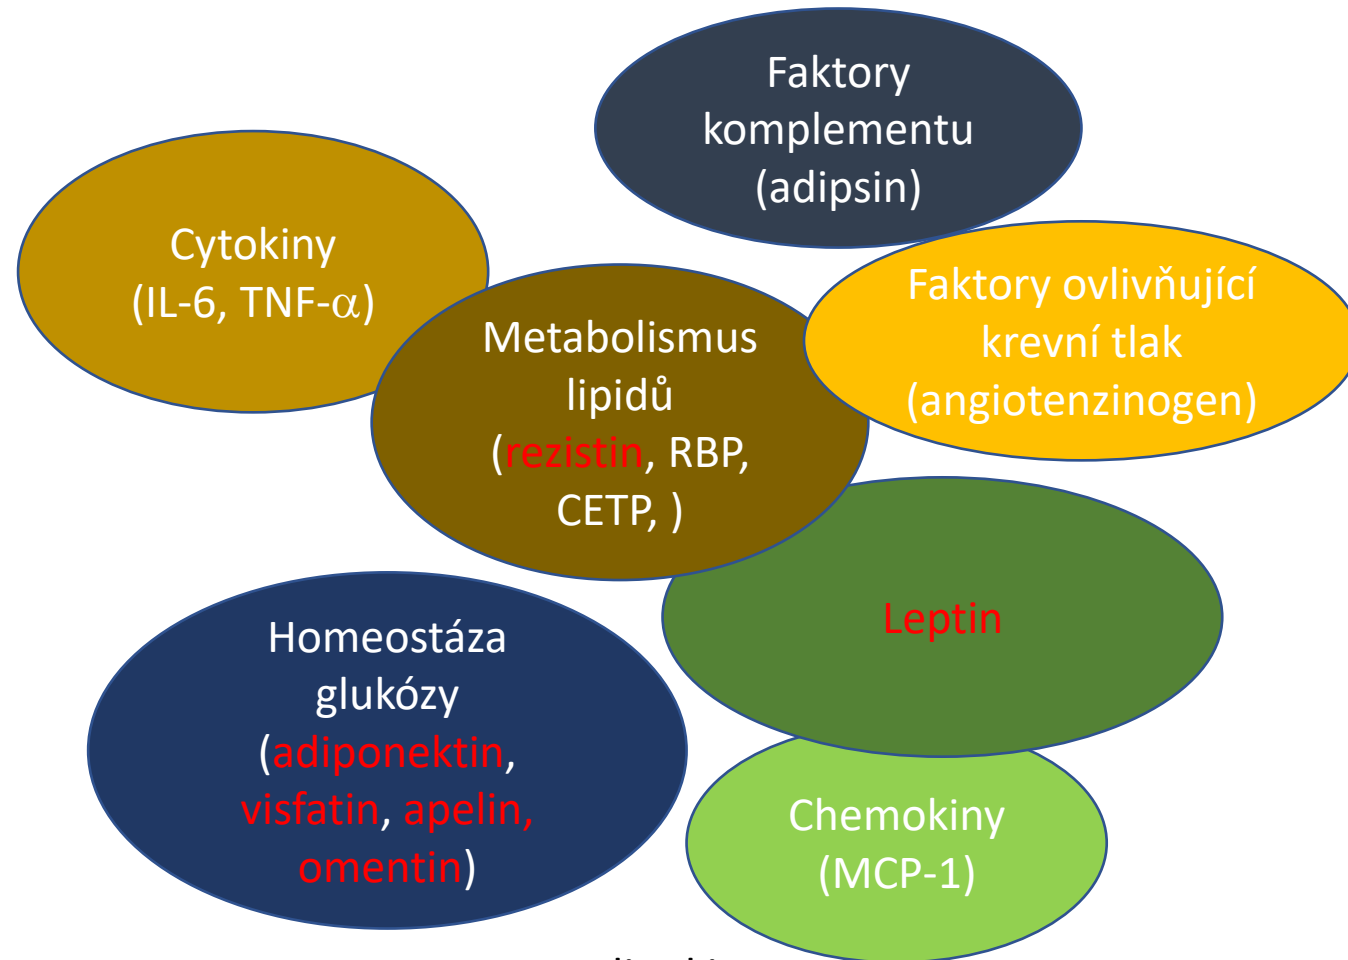 Faktory
komplementu
(adipsin)
Cytokiny
(IL-6, TNF-α)
Faktory ovlivňující
krevní tlak
(angiotenzinogen)
Metabolismus
lipidů
(rezistin, RBP,
CETP, )
Leptin
Homeostáza
glukózy
(adiponektin,
visfatin, apelin,
omentin)
Chemokiny
(MCP-1)